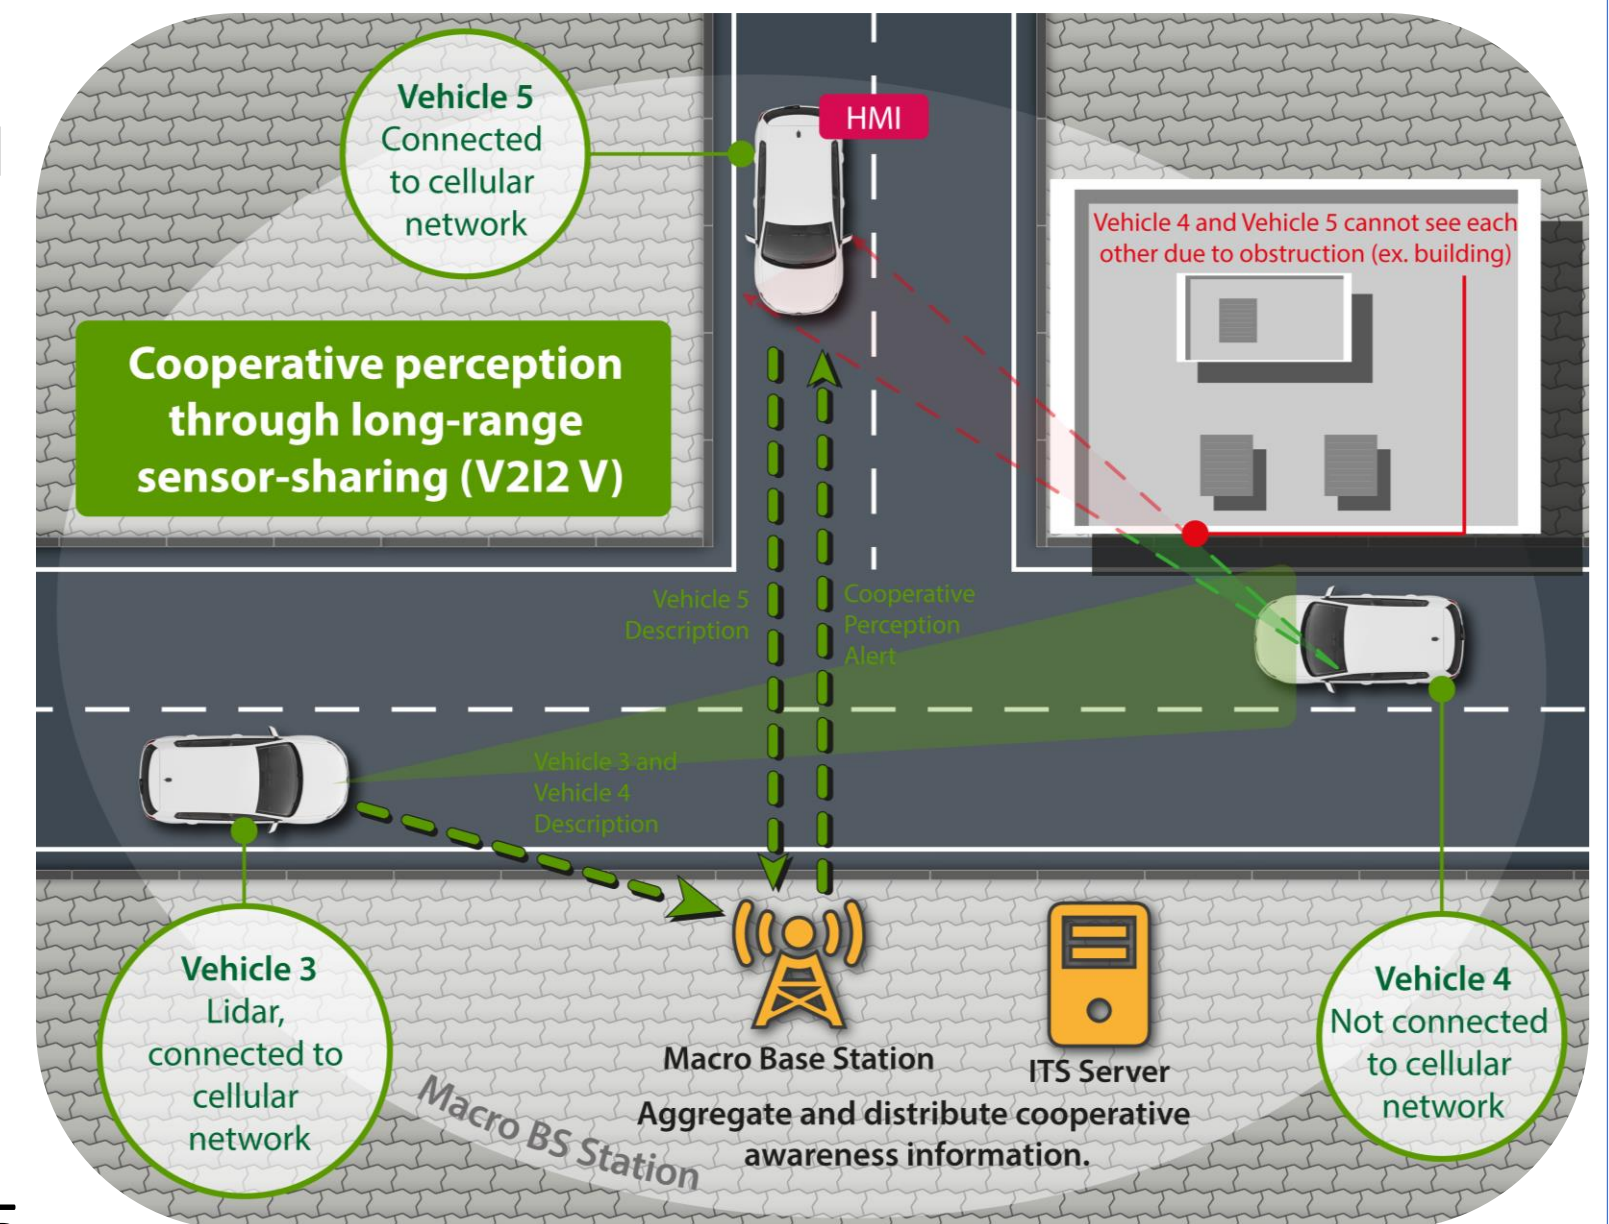 Vehicle 5
Connected
to cellular
network
HMI
Vehicle 4 and Vehicle 5 cannot see each
other due to obstruction (ex. building)
Cooperative perception
through long-range
sensor-sharing (V2I2 V)
Vehicle 5
Description
Cooperative
Perception
Alert
Vehicle 3 and
Vehicle 4
Description
Vehicle 3
Lidar,
connected to
cellular
network
Macro Base Station
ITS Server
Aggregate and distribute cooperative
awareness information.
Macro BS Station
Vehicle 4
Not connected
to cellular
network